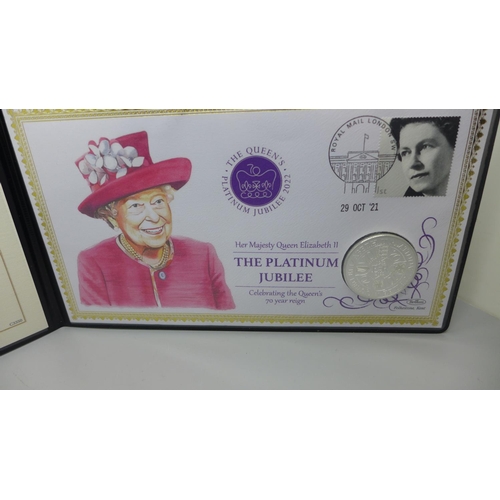 THE QUEEN'S
PLATINUM JUBILEE 2022
ROYAL MAIL LONDON
29 OCT '21
Her Majesty Queen Elizabeth II
THE PLATINUM
JUBILEE
Celebrating the Queen's
70 year reign